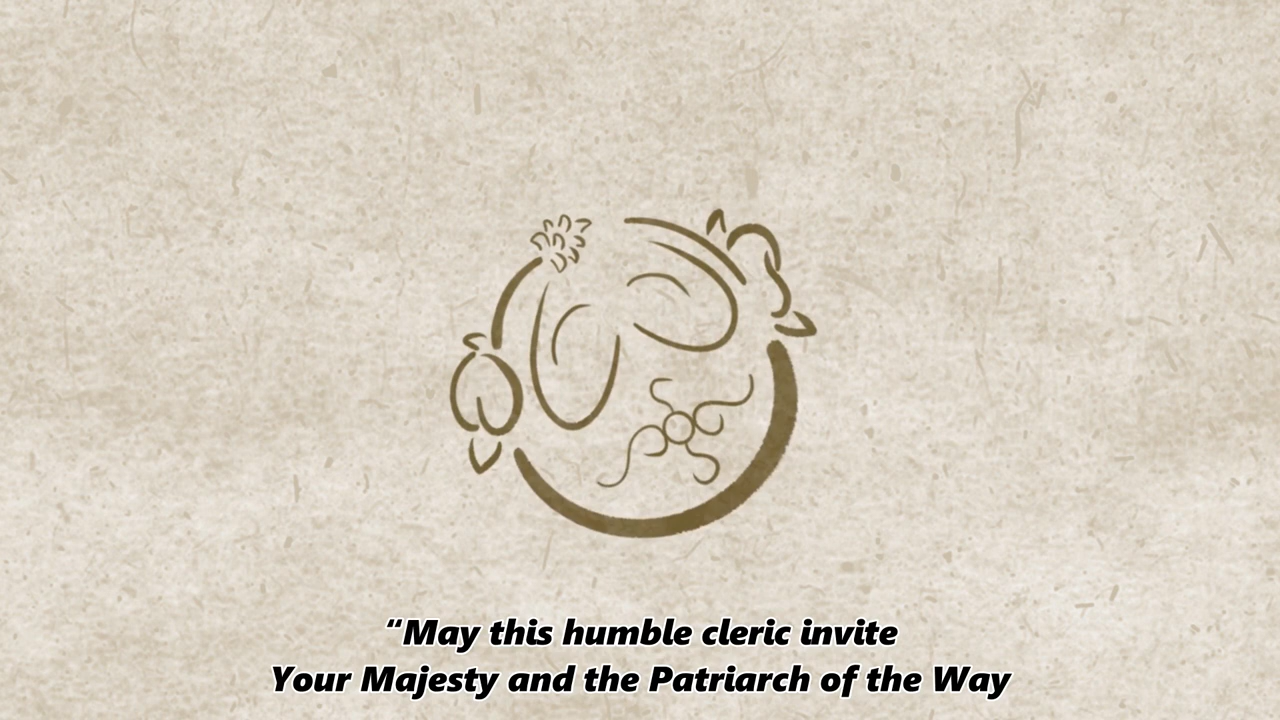 “May this humble cleric invite
Your Majesty and the Patriarch of the Way